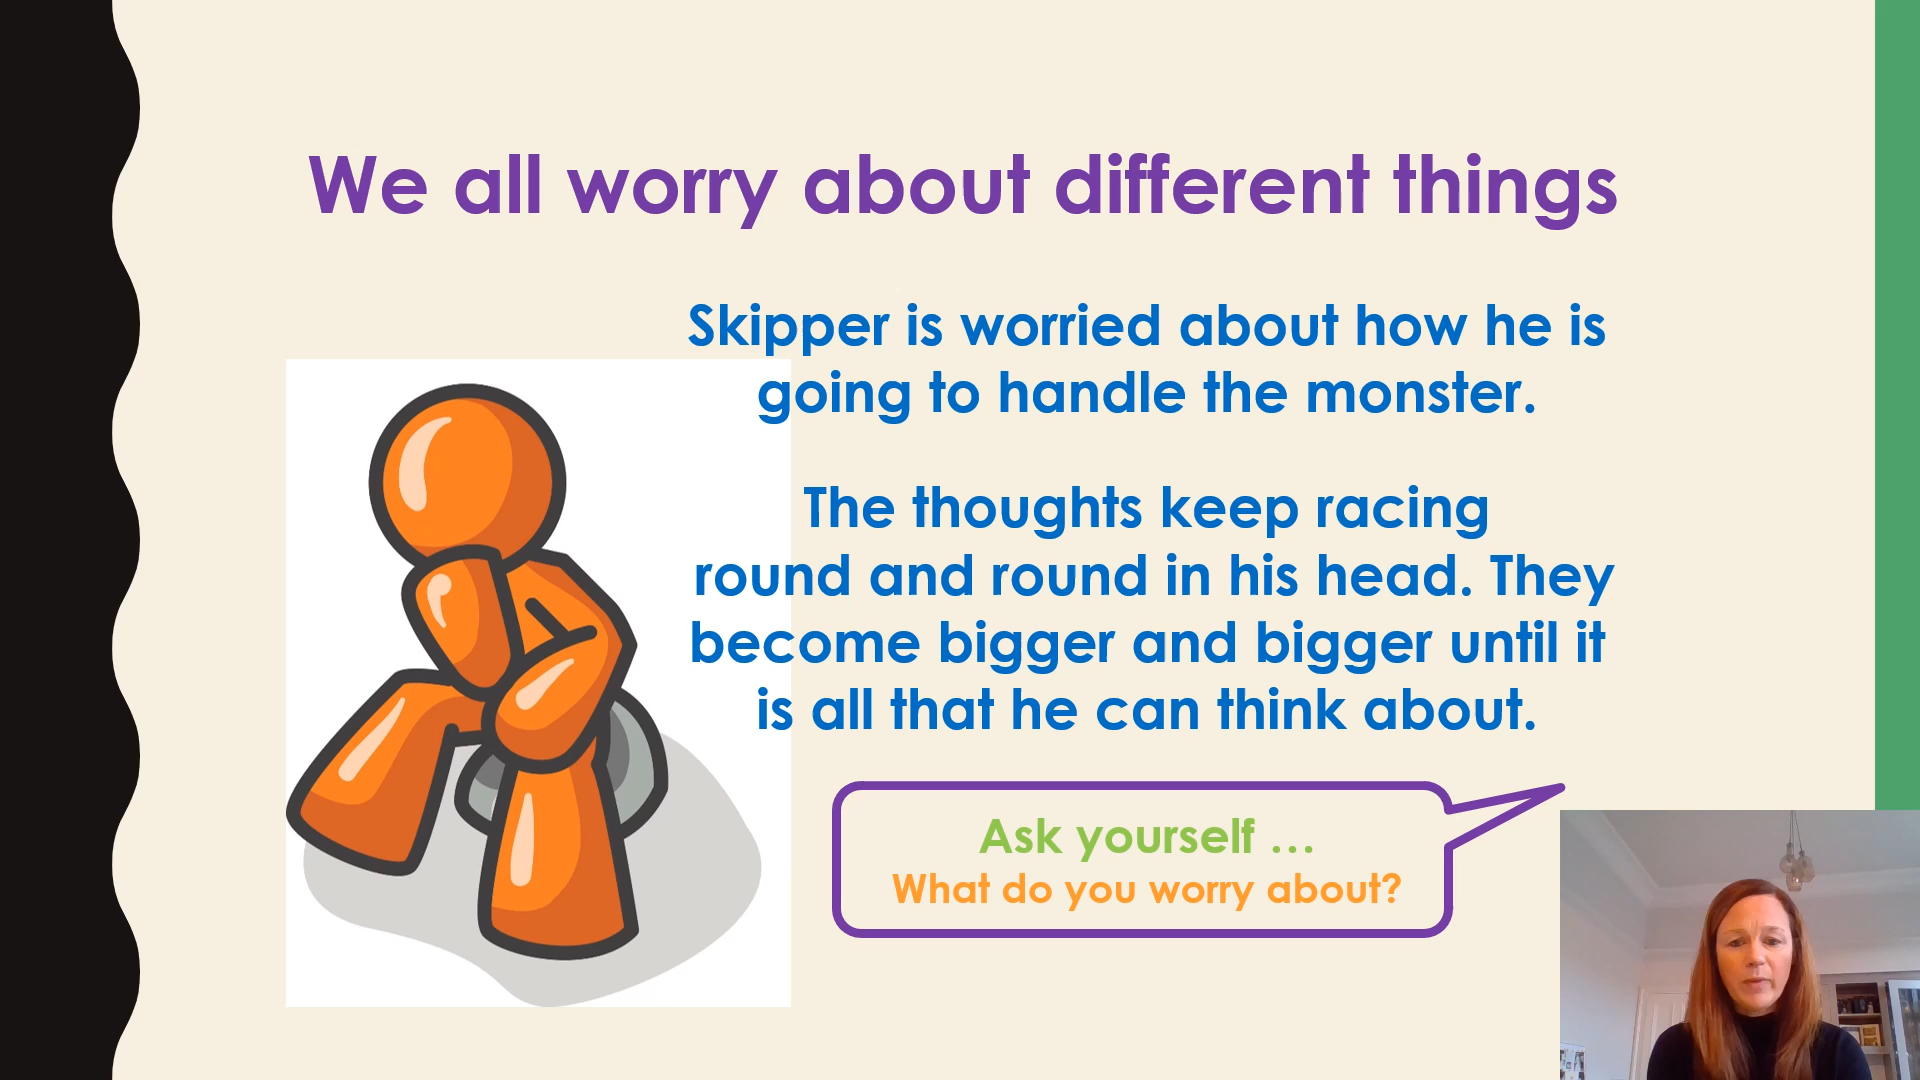 We all worry about different things
Skipper is worried about how he is
going to handle the monster.
The thoughts keep racing
round and round in his head. They
become bigger and bigger until it
is all that he can think about.
Ask yourself …
What do you worry about?